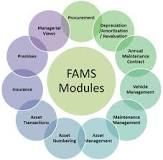 Procurement
Depreciation
/Amortization
/ Revaluation
Annual
Maintenance
Contract
Vehicle
Management
Maintenance
Management
Asset
Management
Asset
Numbering
Asset
Transactions
Insurance
Premises
Managerial
Views
FAMS
Modules